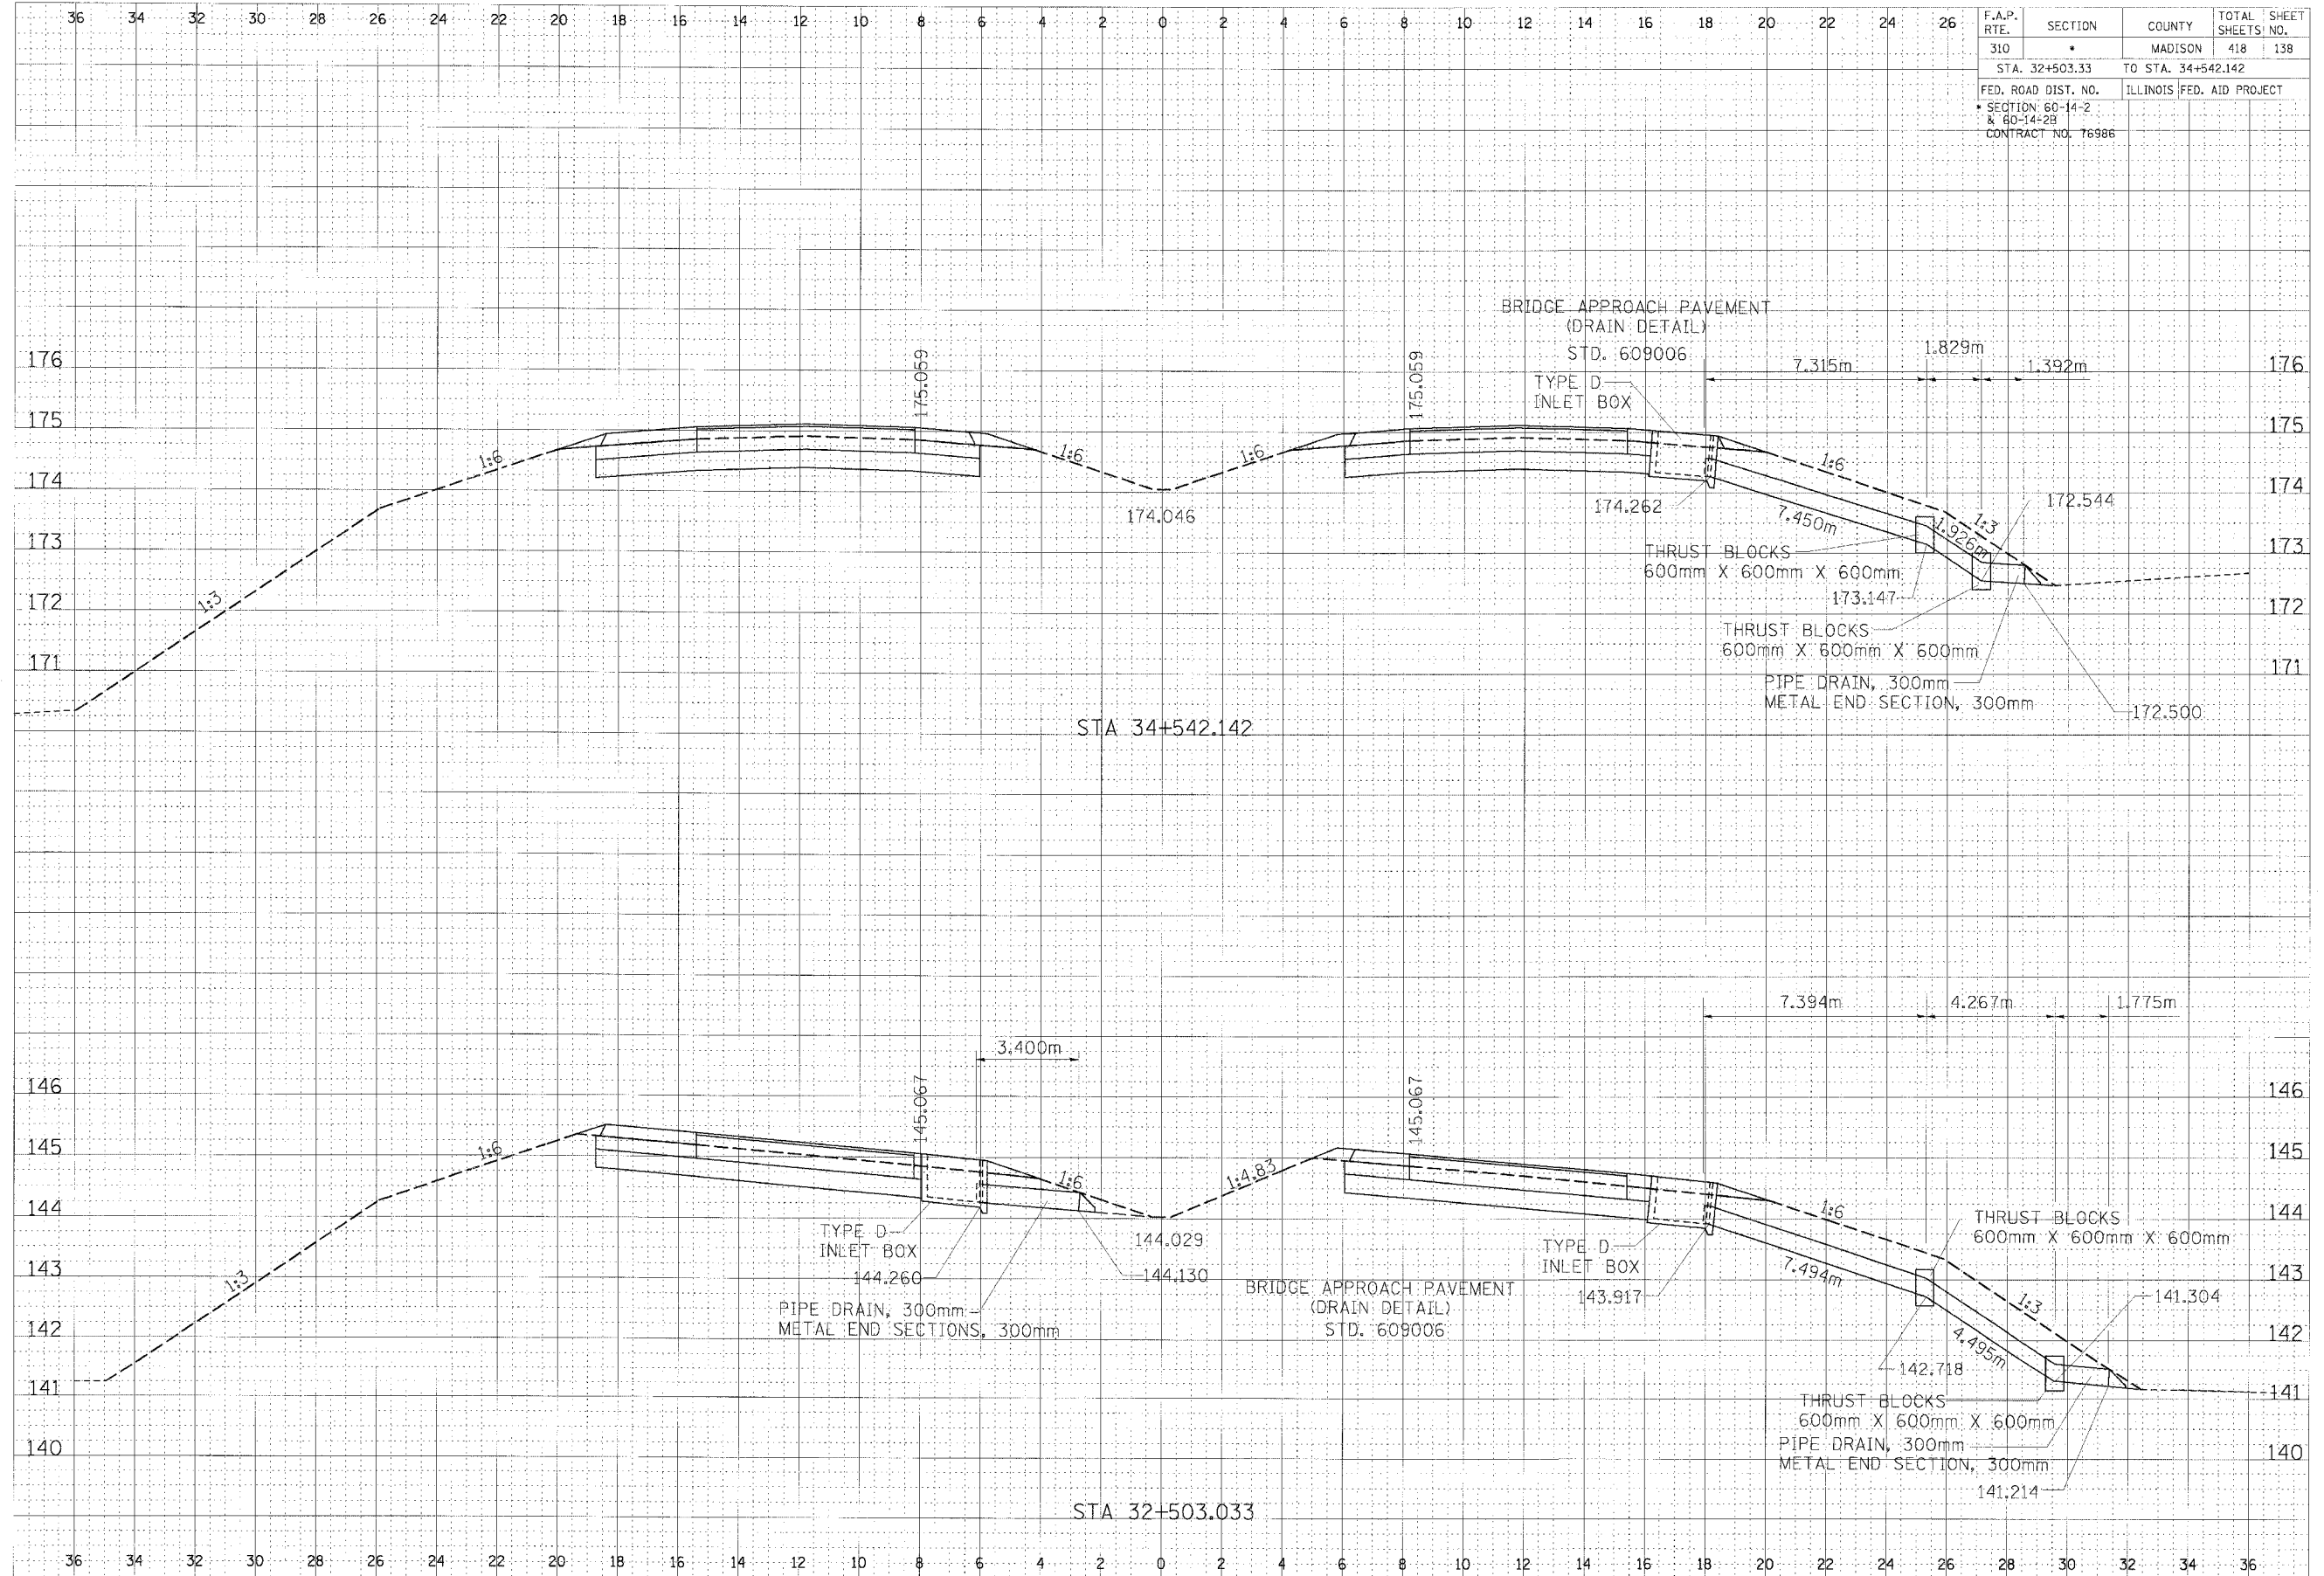 36 34 32 30 28 26 24 22 20 18 16 14 12 10 8 6 4 2 0 2 4 6 8 10 12 14 16 18 20 22 24 26
F.A.P. RTE. SECTION COUNTY TOTAL SHEETS SHEET NO.
310 * MADISON 418 138
STA. 32+503.33 TO STA. 34+542.142
FED. ROAD DIST. NO. ILLINOIS FED. AID PROJECT
* SECTION 60-14-2
& 60-14-2B
CONTRACT NO. 76986
BRIDGE APPROACH PAVEMENT
(DRAIN DETAIL)
STD. 609006
TYPE D
INLET BOX
7.315m
1.829m
1.392m
176 176
175 175
174 174
173 173
172 172
171 171
175.059
175.059
1:6
1:6
1:6
1:6
1:3
1:3
174.046
174.262
7.450m
1.926m
172.544
THRUST BLOCKS
600mm X 600mm X 600mm
173.147
THRUST BLOCKS
600mm X 600mm X 600mm
PIPE DRAIN, 300mm
METAL END SECTION, 300mm
172.500
STA 34+542.142
7.394m
4.267m
1.775m
3.400m
146 146
145 145
144 144
143 143
142 142
141 141
140 140
145.067
145.067
1:6
1:6
1:4.83
1:6
1:3
1:3
TYPE D
INLET BOX
144.260
144.029
144.130
PIPE DRAIN, 300mm
METAL END SECTIONS, 300mm
BRIDGE APPROACH PAVEMENT
(DRAIN DETAIL)
STD. 609006
TYPE D
INLET BOX
143.917
7.494m
THRUST BLOCKS
600mm X 600mm X 600mm
141.304
4.495m
142.718
THRUST BLOCKS
600mm X 600mm X 600mm
PIPE DRAIN, 300mm
METAL END SECTION, 300mm
141.214
STA 32+503.033
36 34 32 30 28 26 24 22 20 18 16 14 12 10 8 6 4 2 0 2 4 6 8 10 12 14 16 18 20 22 24 26 28 30 32 34 36